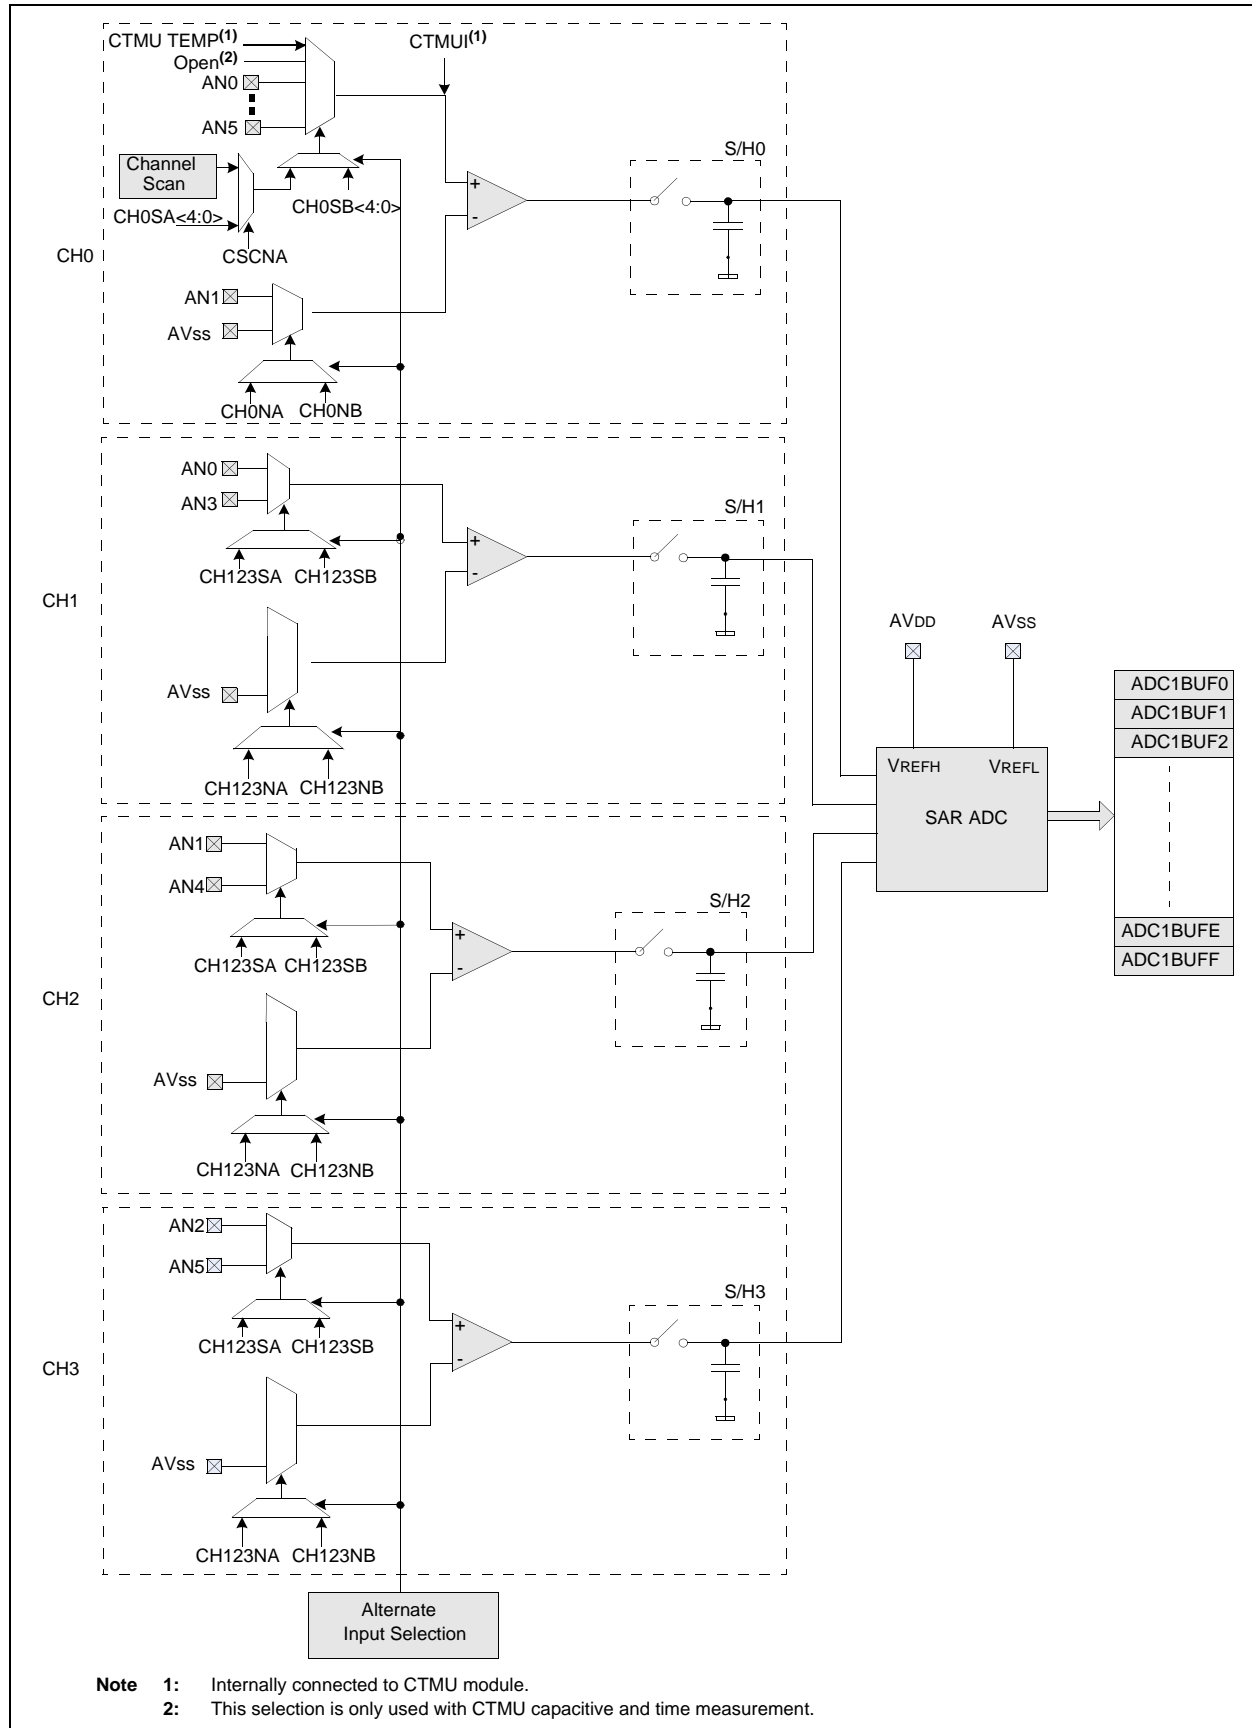 CTMU TEMP(1)
Open(2)
AN0
AN5
CTMUI(1)
Channel
Scan
CH0SA<4:0>
CH0SB<4:0>
CSCNA
+
-
S/H0
CH0
AN1
AVss
CH0NA CH0NB
AN0
AN3
CH123SA CH123SB
+
-
S/H1
CH1
AVss
CH123NA CH123NB
AN1
AN4
CH123SA CH123SB
+
-
S/H2
CH2
AVss
CH123NA CH123NB
AN2
AN5
CH123SA CH123SB
+
-
S/H3
CH3
AVss
CH123NA CH123NB
AVDD AVSS
VREFH VREFL
SAR ADC
ADC1BUF0
ADC1BUF1
ADC1BUF2
ADC1BUFE
ADC1BUFF
Alternate
Input Selection
Note 1: Internally connected to CTMU module.
2: This selection is only used with CTMU capacitive and time measurement.